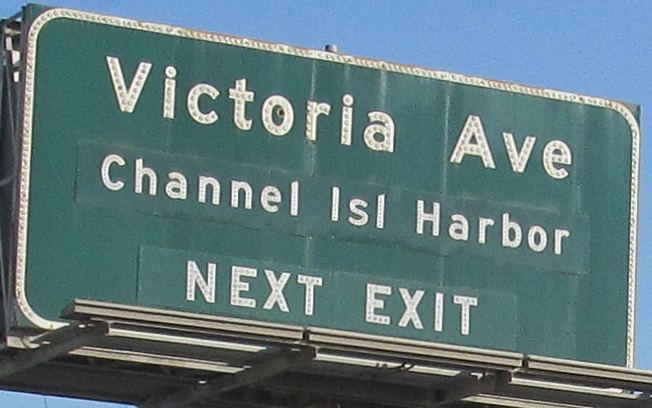 Victoria Ave
Channel Isl Harbor
NEXT EXIT